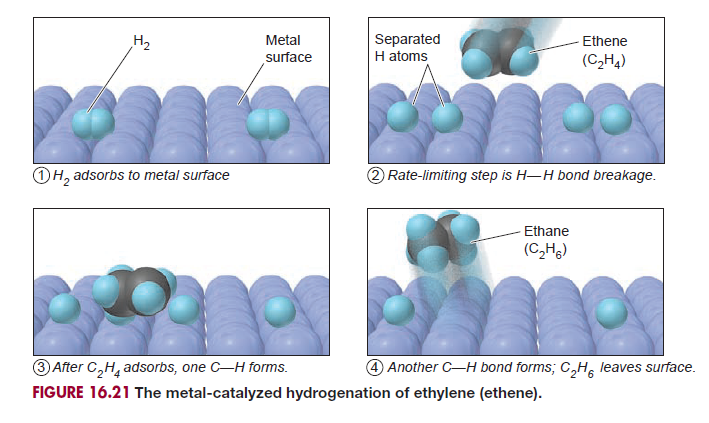 H₂
Metal
surface
① H₂ adsorbs to metal surface
Separated
H atoms
Ethene
(C₂H₄)
② Rate-limiting step is H—H bond breakage.
③ After C₂H₄ adsorbs, one C—H forms.
Ethane
(C₂H₆)
④ Another C—H bond forms; C₂H₆ leaves surface.
FIGURE 16.21 The metal-catalyzed hydrogenation of ethylene (ethene).